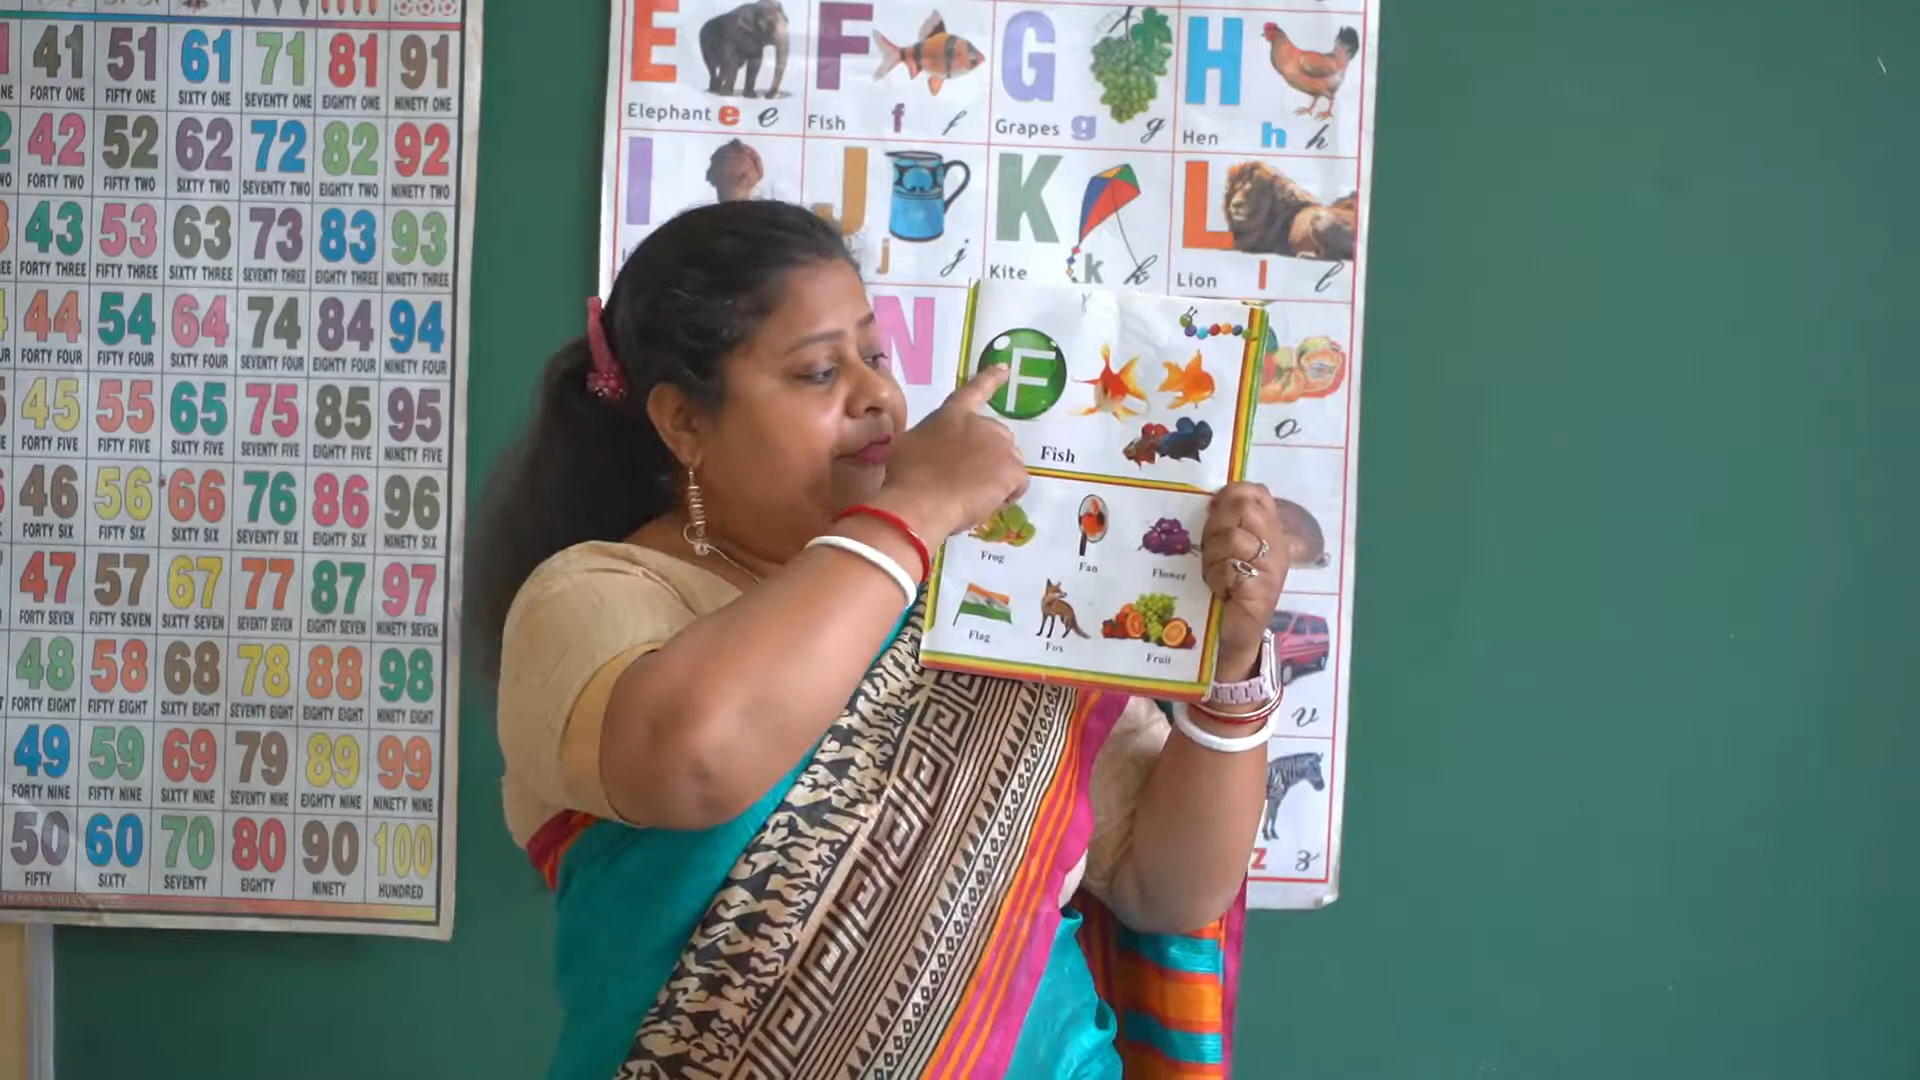 41 51 61 71 81 91
FORTY ONE FIFTY ONE SIXTY ONE SEVENTY ONE EIGHTY ONE NINETY ONE
42 52 62 72 82 92
FORTY TWO FIFTY TWO SIXTY TWO SEVENTY TWO EIGHTY TWO NINETY TWO
43 53 63 73 83 93
FORTY THREE FIFTY THREE SIXTY THREE SEVENTY THREE EIGHTY THREE NINETY THREE
44 54 64 74 84 94
FORTY FOUR FIFTY FOUR SIXTY FOUR SEVENTY FOUR EIGHTY FOUR NINETY FOUR
45 55 65 75 85 95
FORTY FIVE FIFTY FIVE SIXTY FIVE SEVENTY FIVE EIGHTY FIVE NINETY FIVE
46 56 66 76 86 96
FORTY SIX FIFTY SIX SIXTY SIX SEVENTY SIX EIGHTY SIX NINETY SIX
47 57 67 77 87 97
FORTY SEVEN FIFTY SEVEN SIXTY SEVEN SEVENTY SEVEN EIGHTY SEVEN NINETY SEVEN
48 58 68 78 88 98
FORTY EIGHT FIFTY EIGHT SIXTY EIGHT SEVENTY EIGHT EIGHTY EIGHT NINETY EIGHT
49 59 69 79 89 99
FORTY NINE FIFTY NINE SIXTY NINE SEVENTY NINE EIGHTY NINE NINETY NINE
50 60 70 80 90 100
FIFTY SIXTY SEVENTY EIGHTY NINETY HUNDRED
E F G H
Elephant e e Fish f f Grapes g g Hen h h
I J K L
j j Kite k k Lion l l
N
o
v
z z
F
Fish
Frog Fan Flower
Flag Fox Fruit